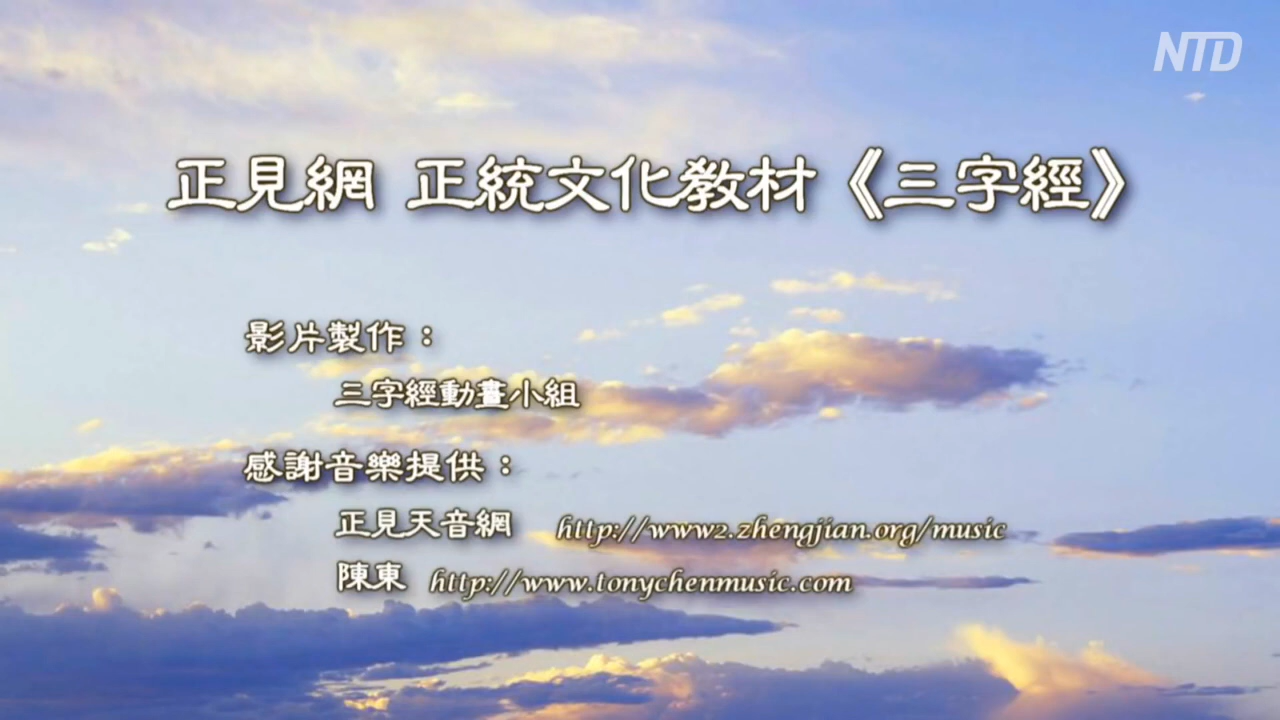 NTD
正見網 正統文化教材《三字經》
影片製作：
三字經動畫小組
感謝音樂提供：
正見天音網 http://www2.zhengjian.org/music
陳東 http://www.tonychenmusic.com